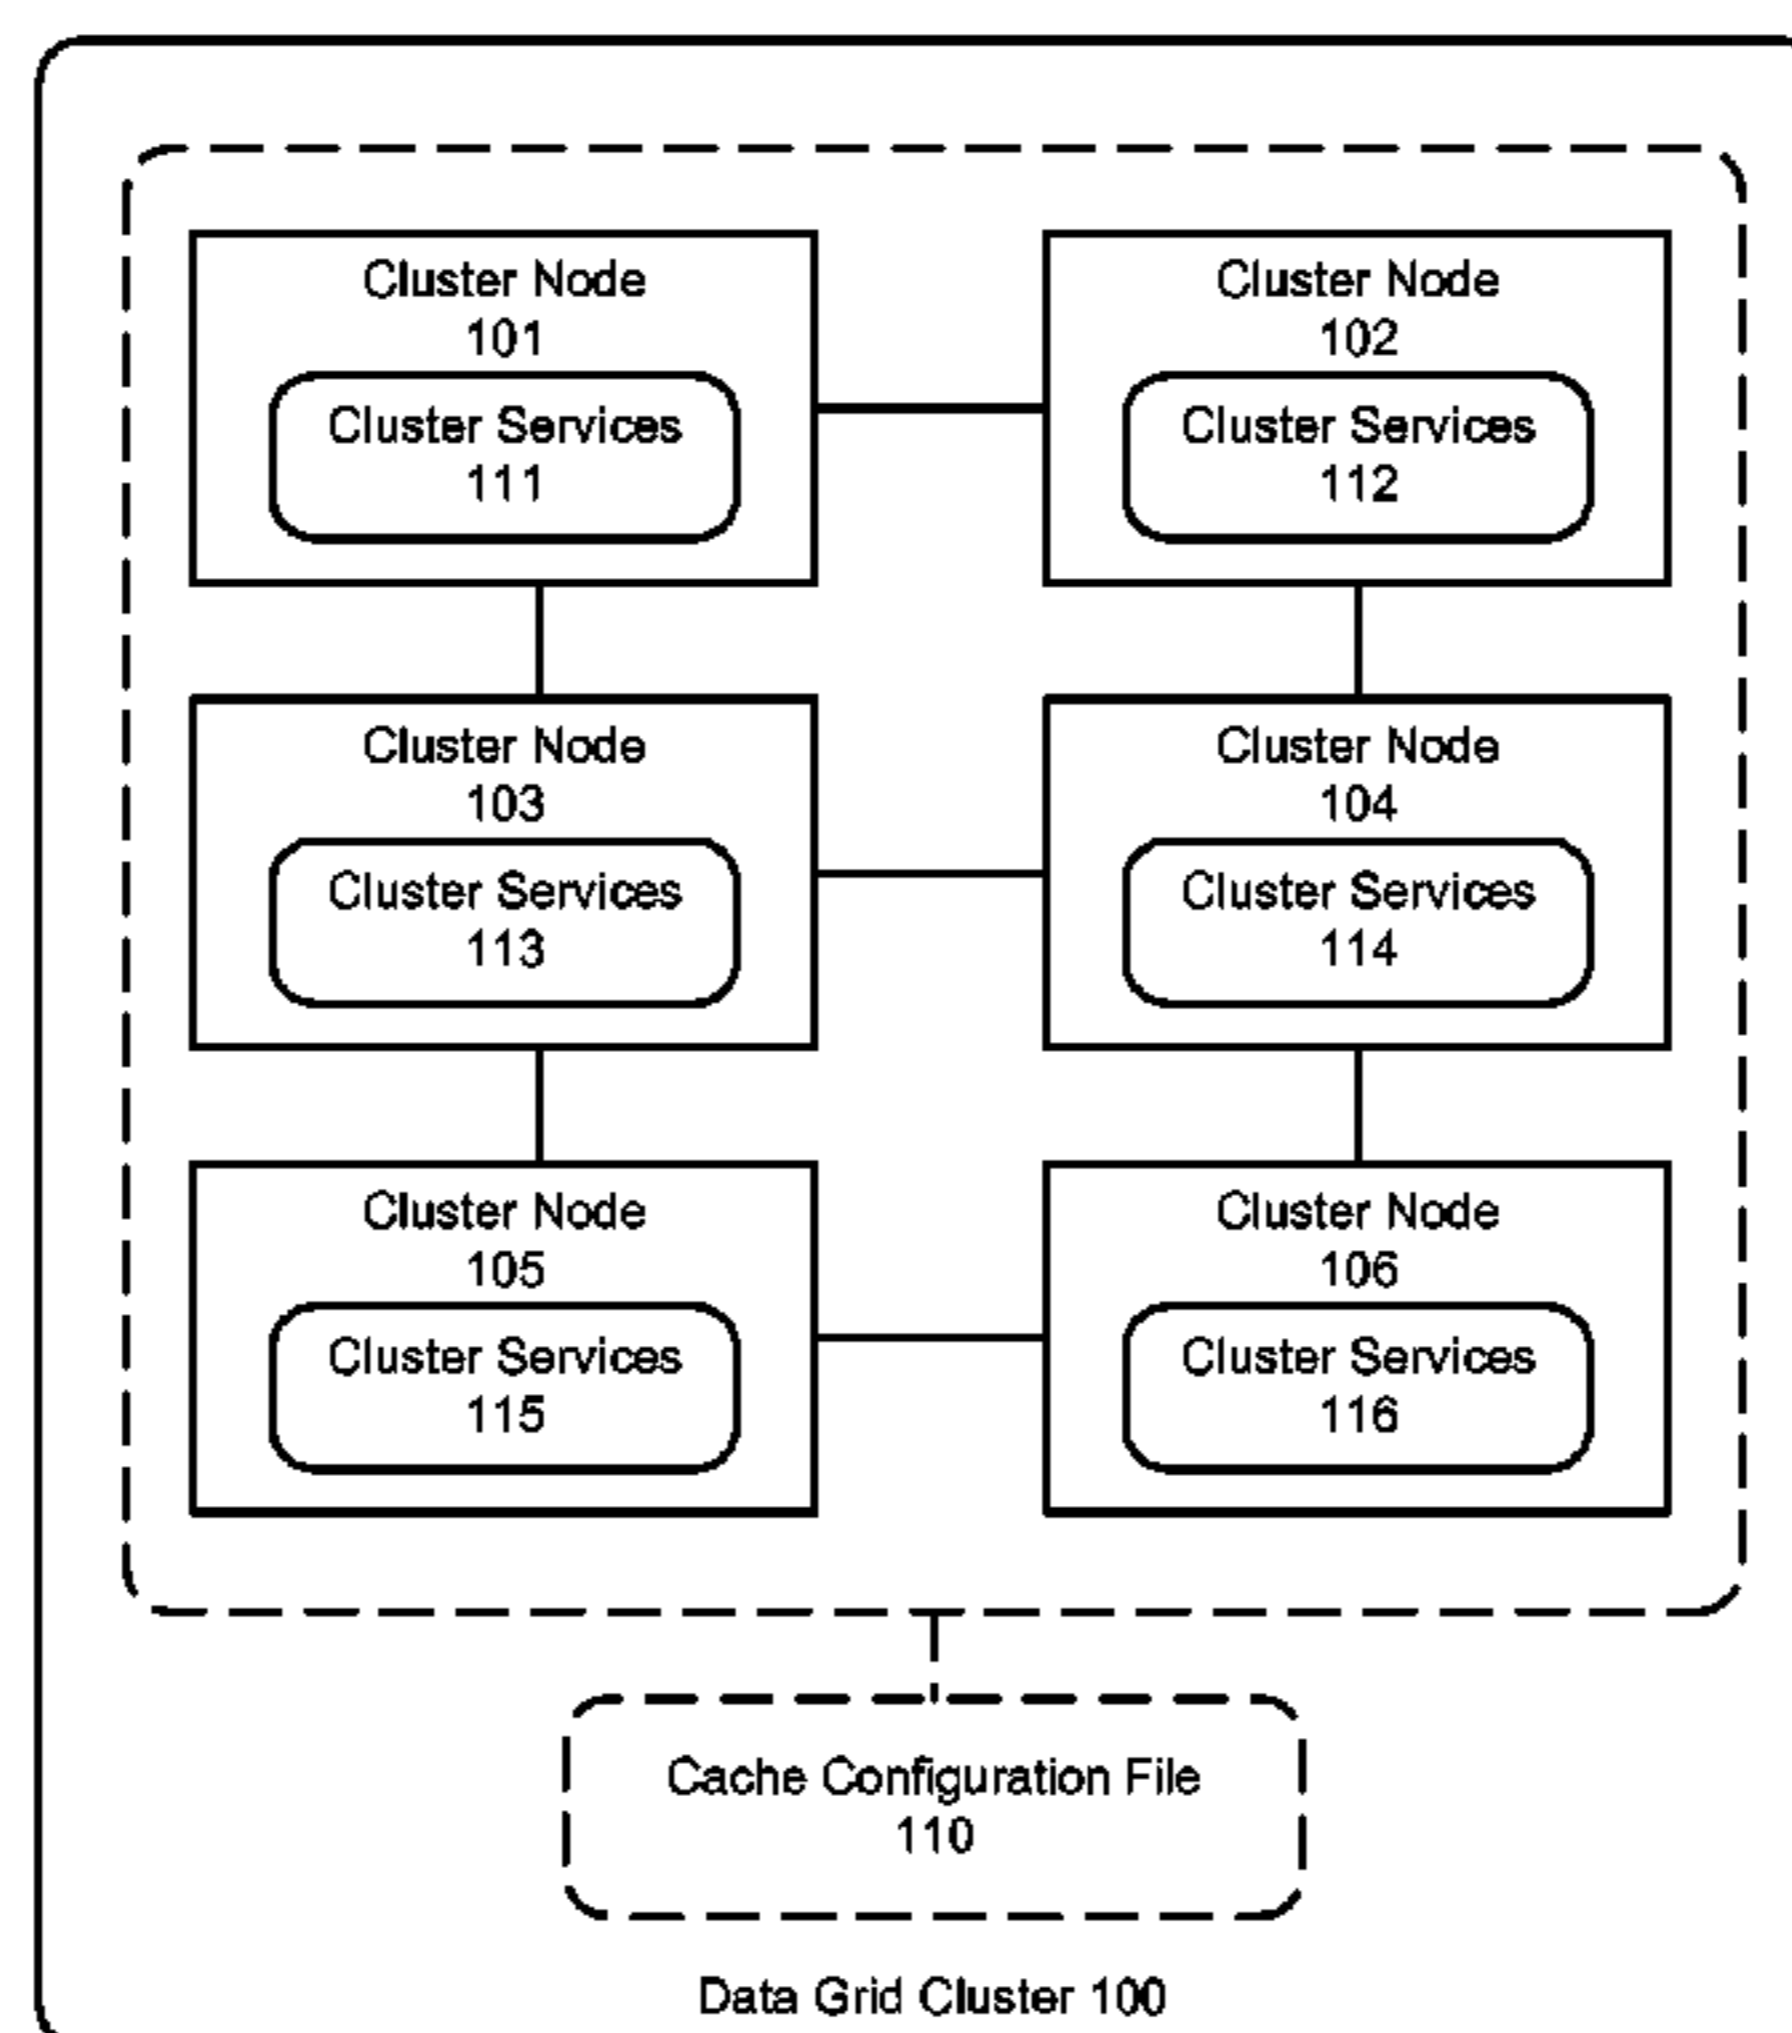 Cluster Node
101
Cluster Services
111
Cluster Node
102
Cluster Services
112
Cluster Node
103
Cluster Services
113
Cluster Node
104
Cluster Services
114
Cluster Node
105
Cluster Services
115
Cluster Node
106
Cluster Services
116
Cache Configuration File
110
Data Grid Cluster 100